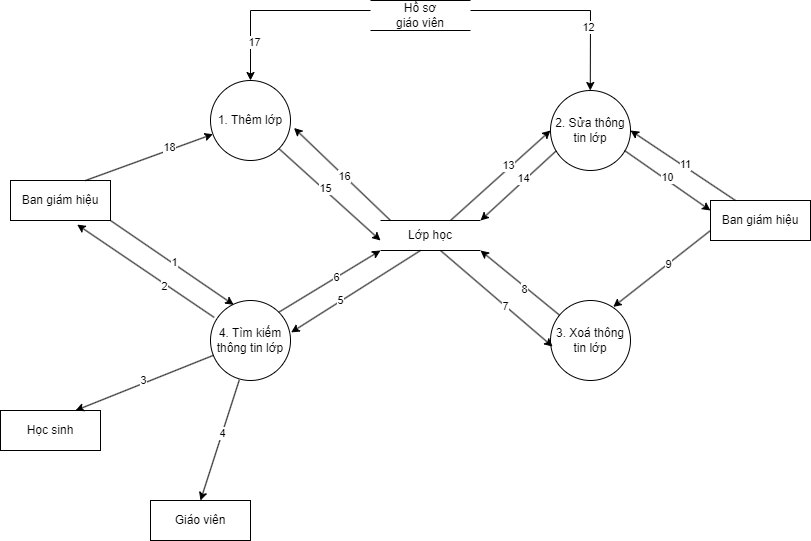 Hồ sơ
giáo viên
17
12
1. Thêm lớp
2. Sửa thông
tin lớp
18
16
13
11
15
14
10
Ban giám hiệu
Ban giám hiệu
Lớp học
1
2
6
5
8
7
9
4. Tìm kiếm
thông tin lớp
3. Xoá thông
tin lớp
3
4
Học sinh
Giáo viên